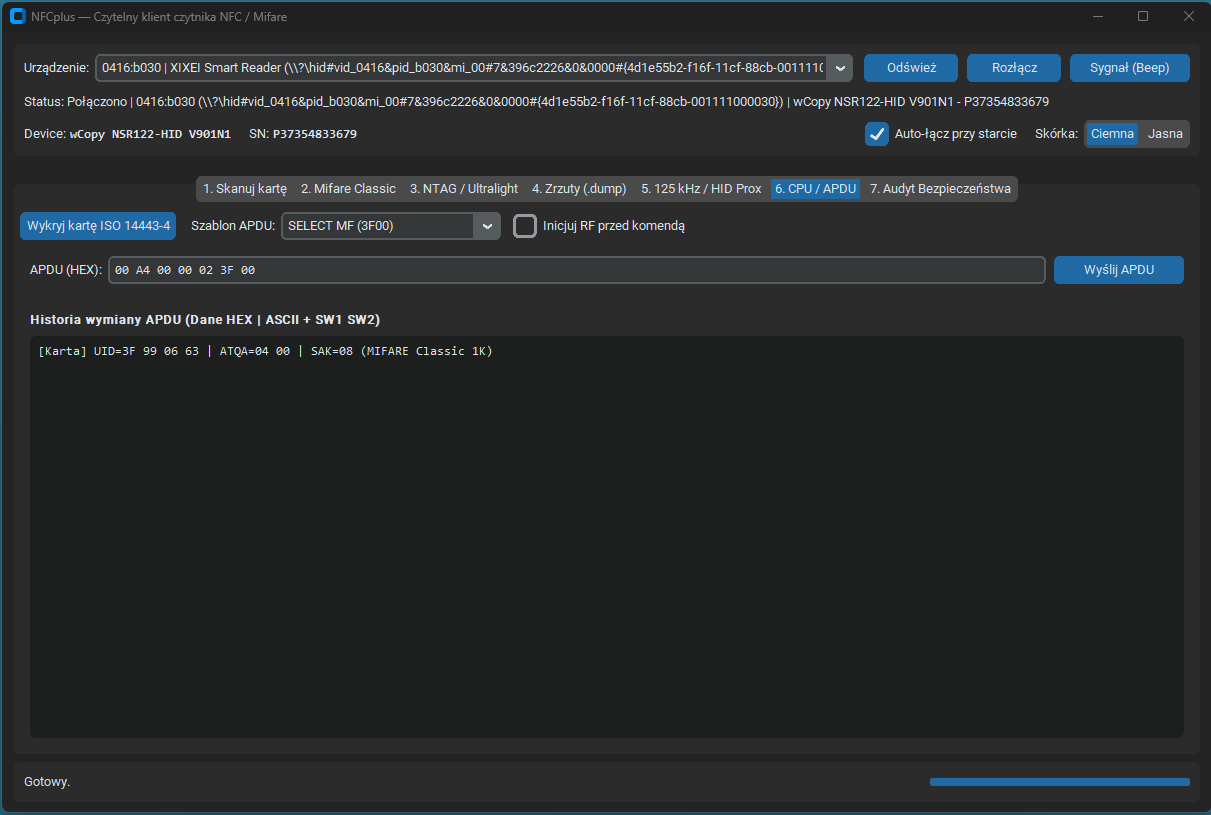 NFCplus — Czytelny klient czytnika NFC / Mifare
Urządzenie: 0416:b030 | XIXEI Smart Reader (\\?\hid#vid_0416&pid_b030&mi_00#7&396c2226&0&0000#{4d1e55b2-f16f-11cf-88cb-0011110 Odśwież Rozłącz Sygnał (Beep)
Status: Połączono | 0416:b030 (\\?\hid#vid_0416&pid_b030&mi_00#7&396c2226&0&0000#{4d1e55b2-f16f-11cf-88cb-001111000030}) | wCopy NSR122-HID V901N1 - P37354833679
Device: wCopy NSR122-HID V901N1 SN: P37354833679 Auto-łącz przy starcie Skórka: Ciemna Jasna
1. Skanuj kartę 2. Mifare Classic 3. NTAG / Ultralight 4. Zrzuty (.dump) 5. 125 kHz / HID Prox 6. CPU / APDU 7. Audyt Bezpieczeństwa
Wykryj kartę ISO 14443-4 Szablon APDU: SELECT MF (3F00) Inicjuj RF przed komendą
APDU (HEX): 00 A4 00 00 02 3F 00 Wyślij APDU
Historia wymiany APDU (Dane HEX | ASCII + SW1 SW2)
[Karta] UID=3F 99 06 63 | ATQA=04 00 | SAK=08 (MIFARE Classic 1K)
Gotowy.